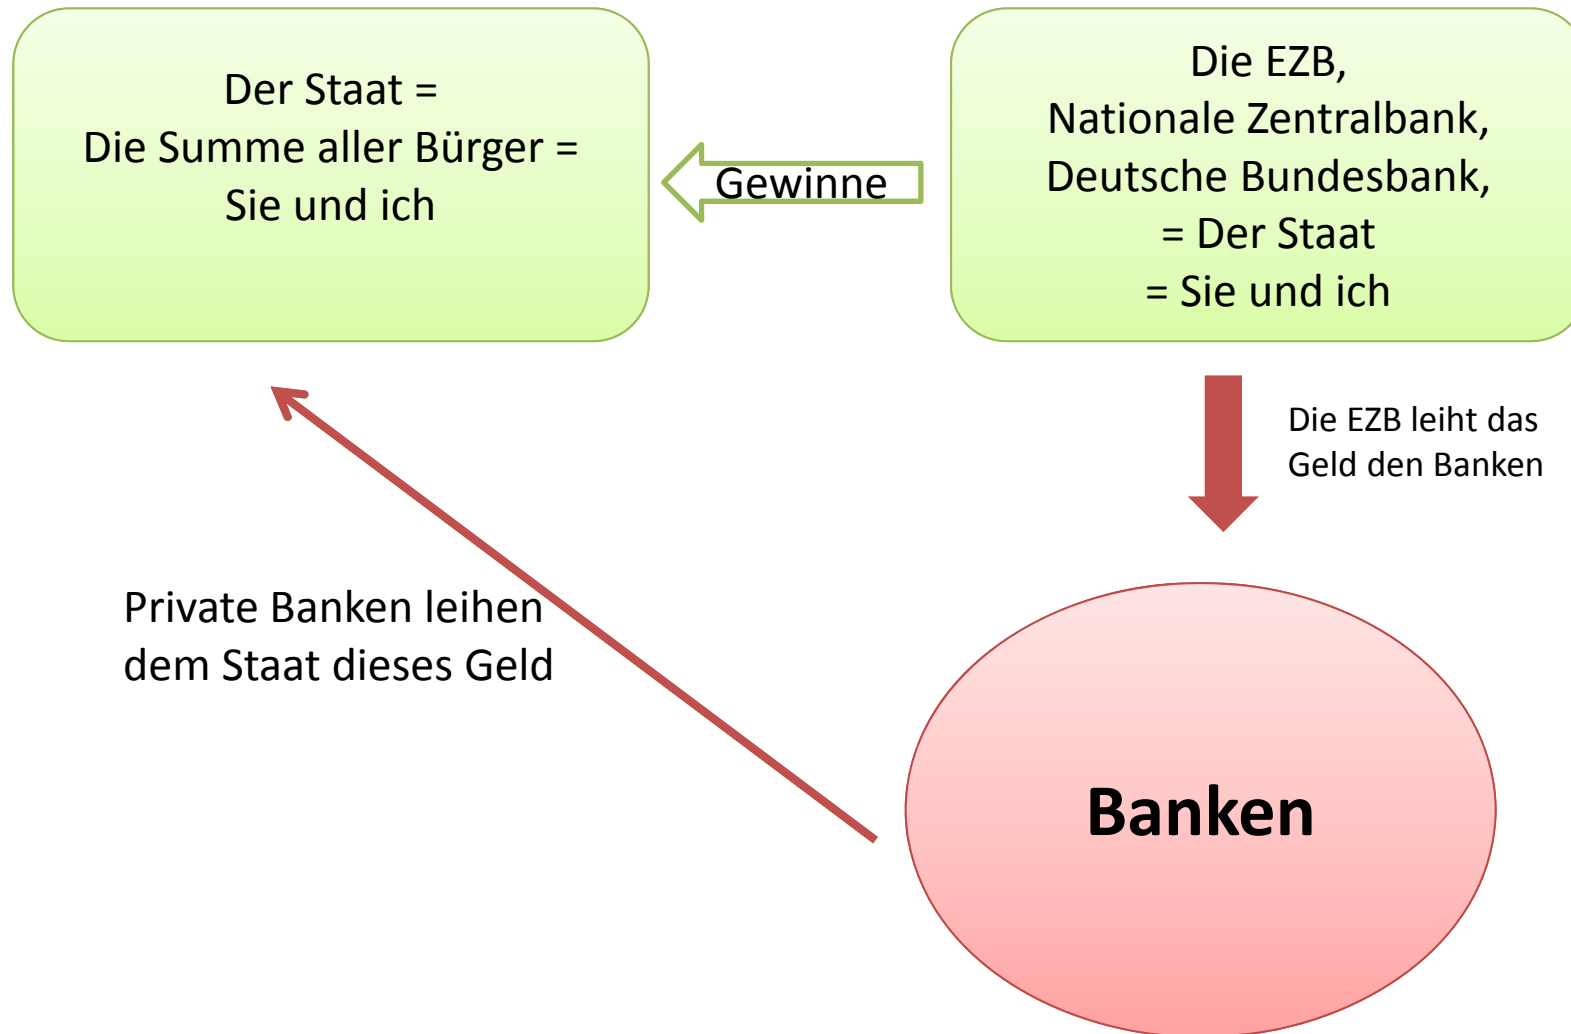 Der Staat =
Die Summe aller Bürger =
Sie und ich
Gewinne
Die EZB,
Nationale Zentralbank,
Deutsche Bundesbank,
= Der Staat
= Sie und ich
Die EZB leiht das
Geld den Banken
Private Banken leihen
dem Staat dieses Geld
Banken